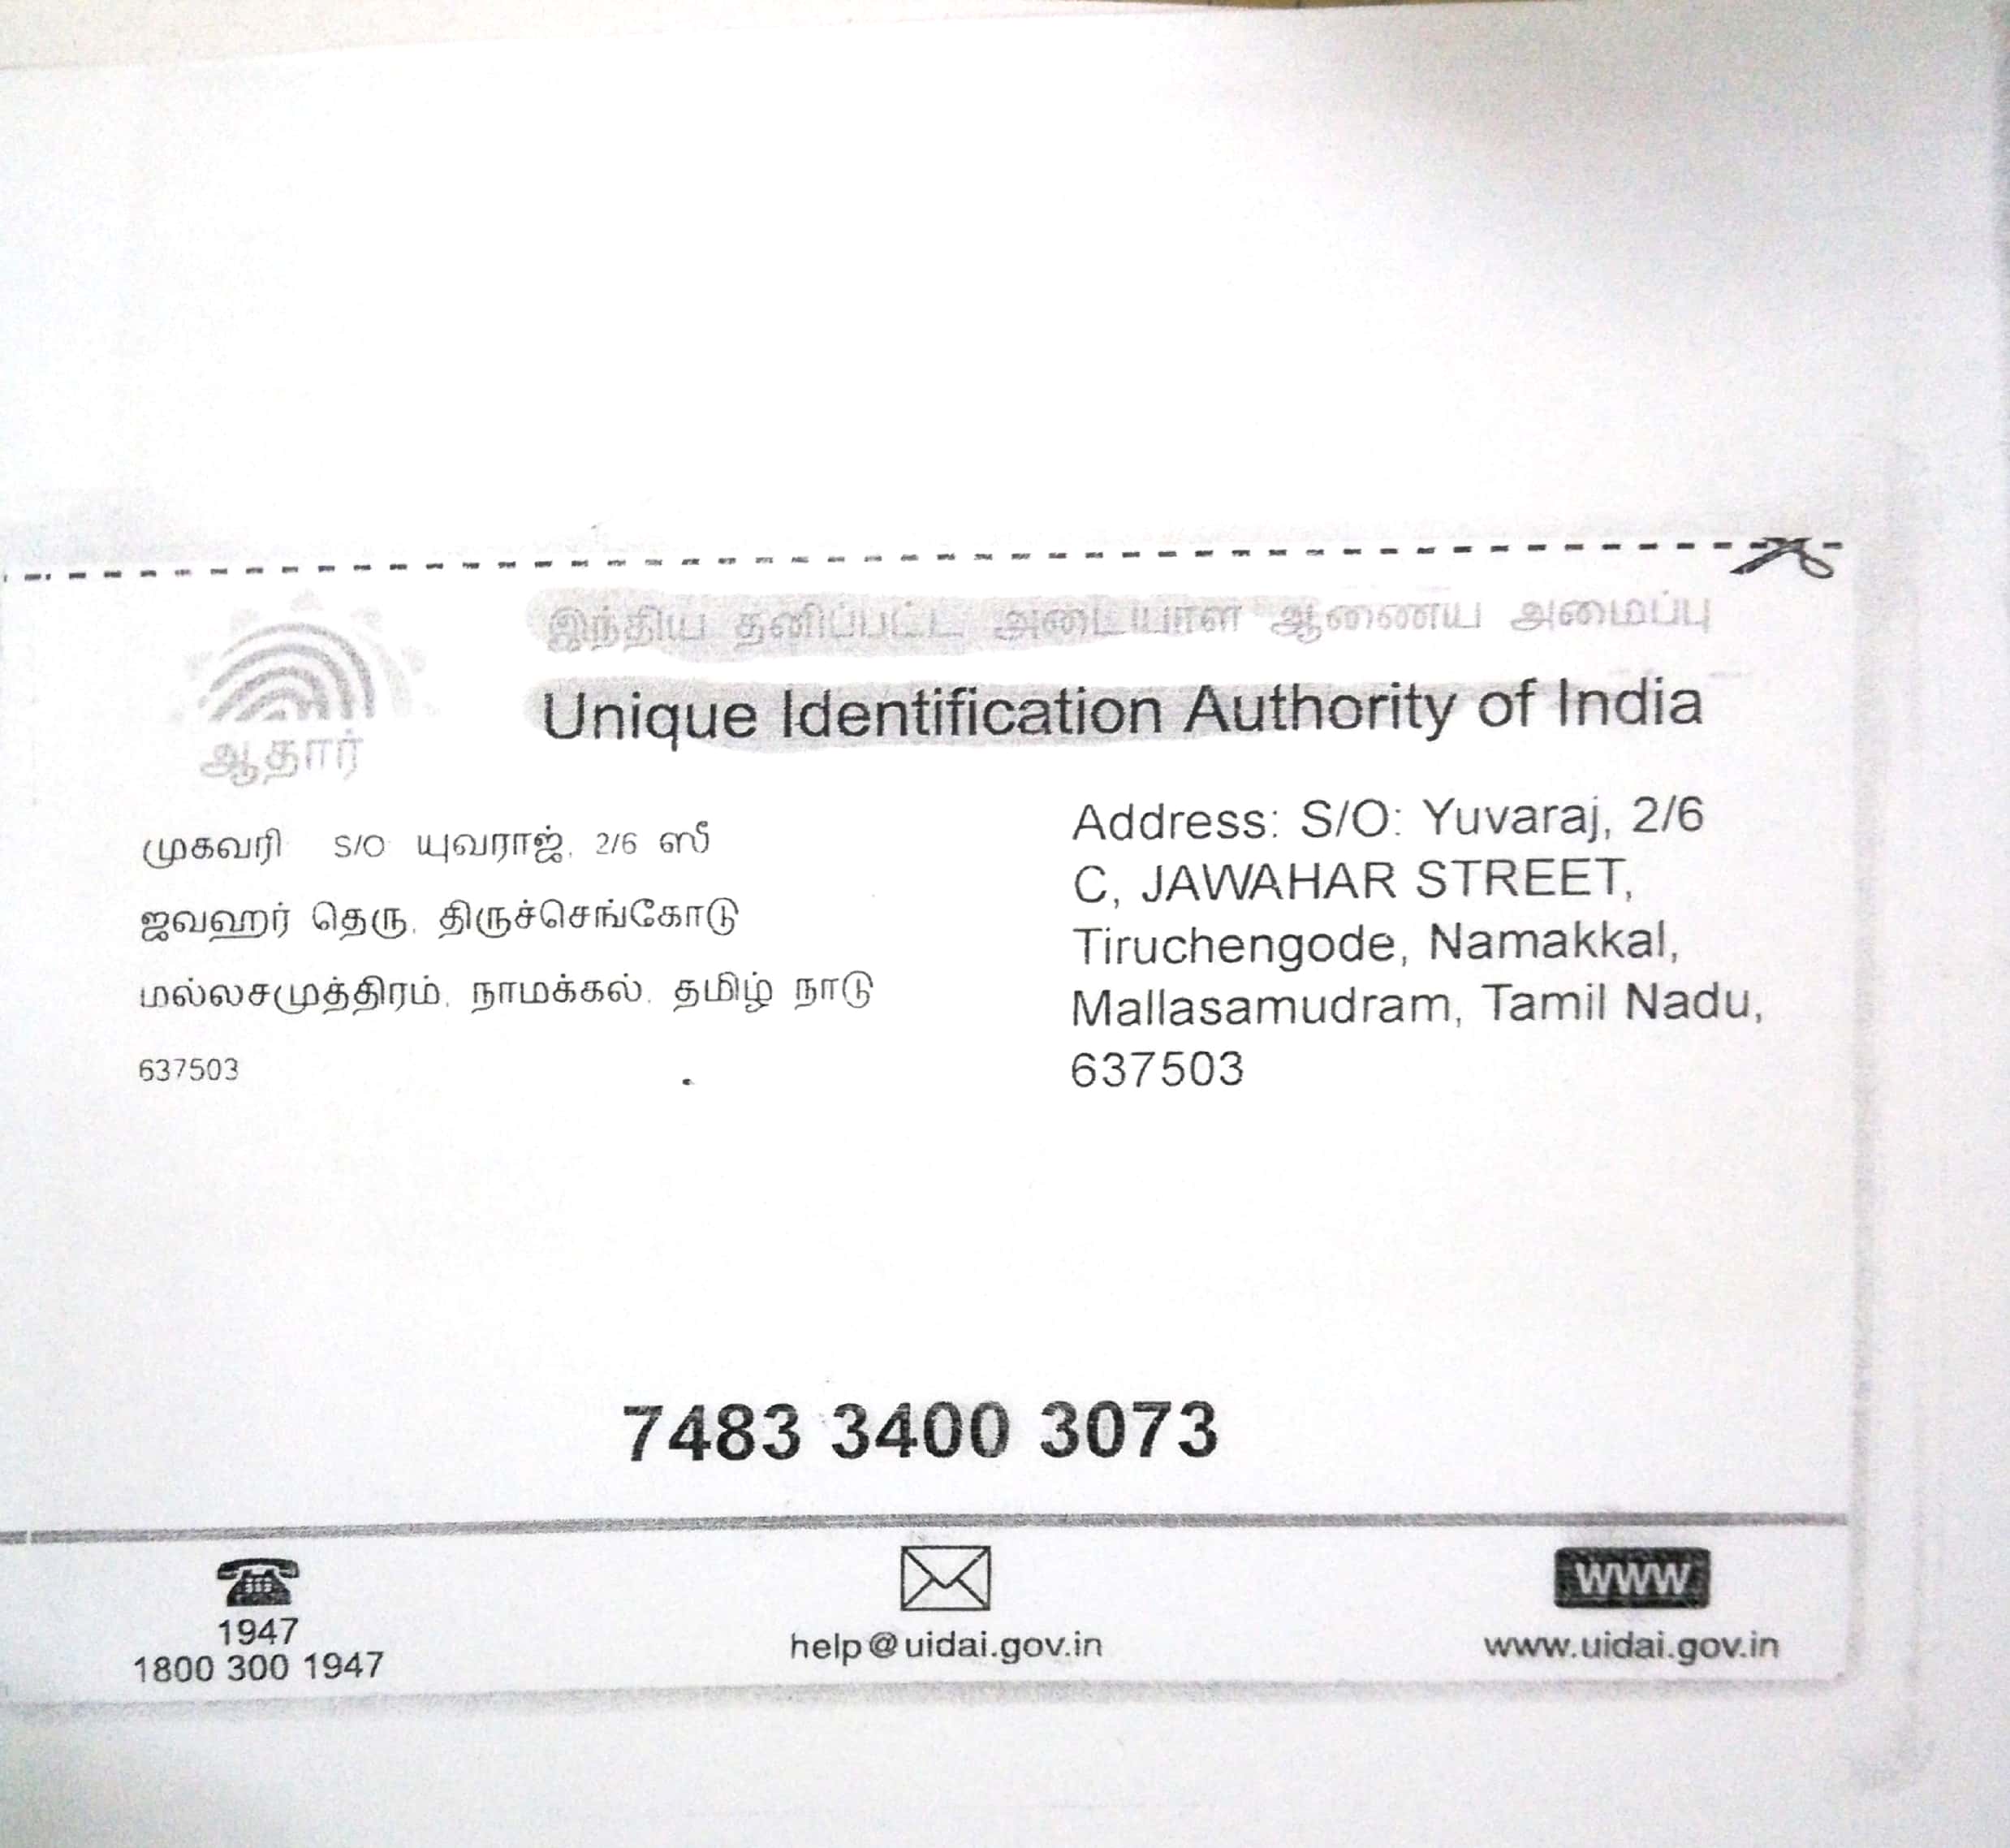 இந்திய தனிப்பட்ட அடையாள ஆணைய அமைப்பு
Unique Identification Authority of India
ஆதார்
முகவரி S/O யுவராஜ், 2/6 ஸீ
ஜவஹர் தெரு, திருச்செங்கோடு
மல்லசமுத்திரம், நாமக்கல், தமிழ் நாடு
637503
Address: S/O: Yuvaraj, 2/6
C, JAWAHAR STREET,
Tiruchengode, Namakkal,
Mallasamudram, Tamil Nadu,
637503
7483 3400 3073
1947
1800 300 1947
help@uidai.gov.in
WWW
www.uidai.gov.in